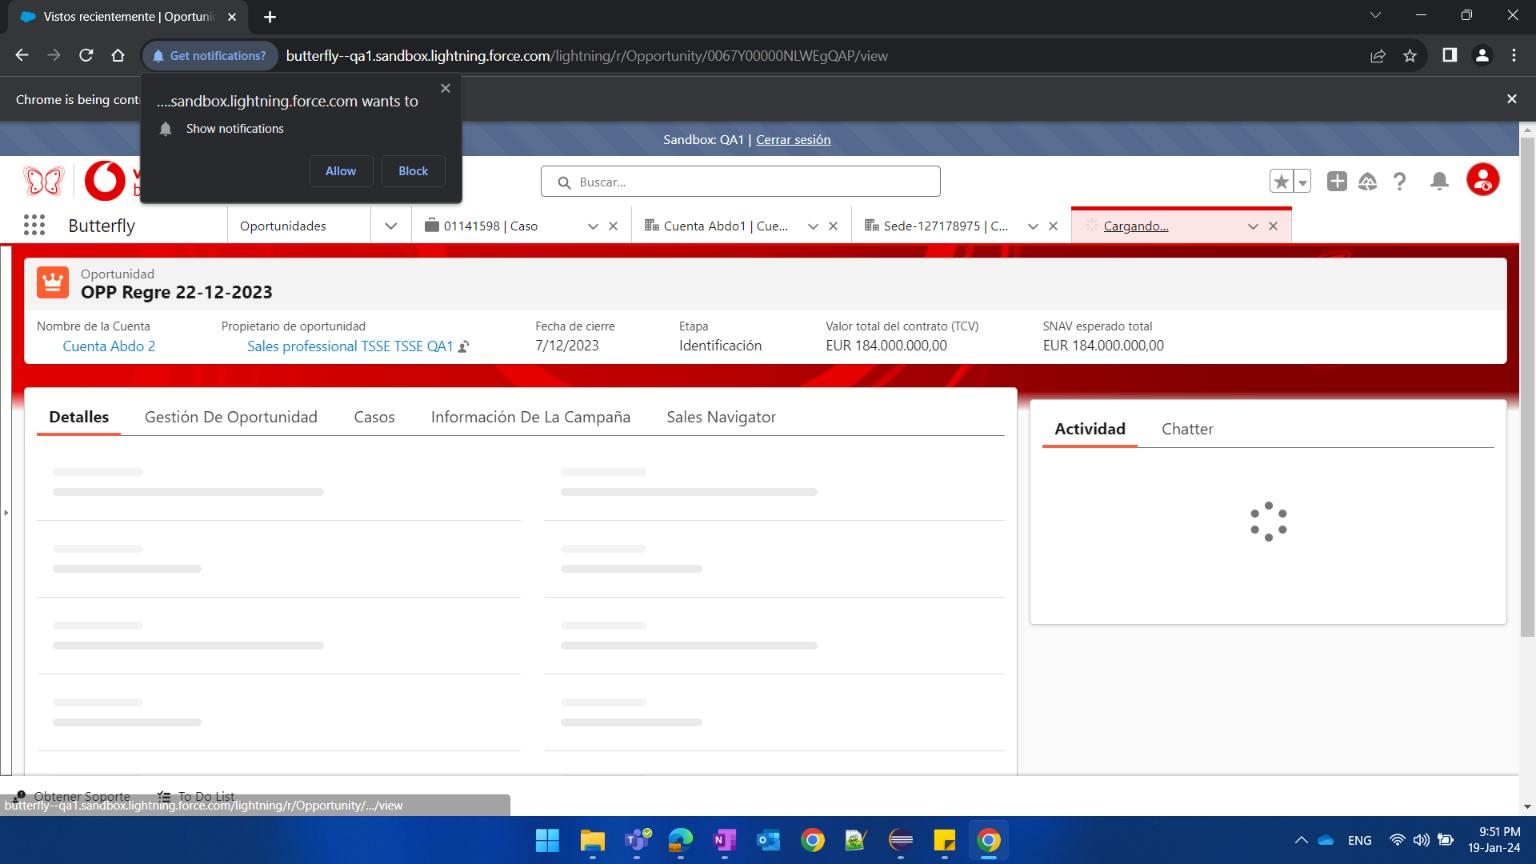 Vistos recientemente | Oportuni
Get notifications?
butterfly--qa1.sandbox.lightning.force.com/lightning/r/Opportunity/0067Y00000NLWEgQAP/view
Chrome is being cont
....sandbox.lightning.force.com wants to
Show notifications
Allow
Block
Sandbox: QA1 | Cerrar sesión
Buscar...
Butterfly
Oportunidades
01141598 | Caso
Cuenta Abdo1 | Cue...
Sede-127178975 | C...
Cargando...
Oportunidad
OPP Regre 22-12-2023
Nombre de la Cuenta
Propietario de oportunidad
Fecha de cierre
Etapa
Valor total del contrato (TCV)
SNAV esperado total
Cuenta Abdo 2
Sales professional TSSE TSSE QA1
7/12/2023
Identificación
EUR 184.000.000,00
EUR 184.000.000,00
Detalles
Gestión De Oportunidad
Casos
Información De La Campaña
Sales Navigator
Actividad
Chatter
Obtener Soporte
To Do List
butterfly--qa1.sandbox.lightning.force.com/lightning/r/Opportunity/.../view
ENG
9:51 PM
19-Jan-24